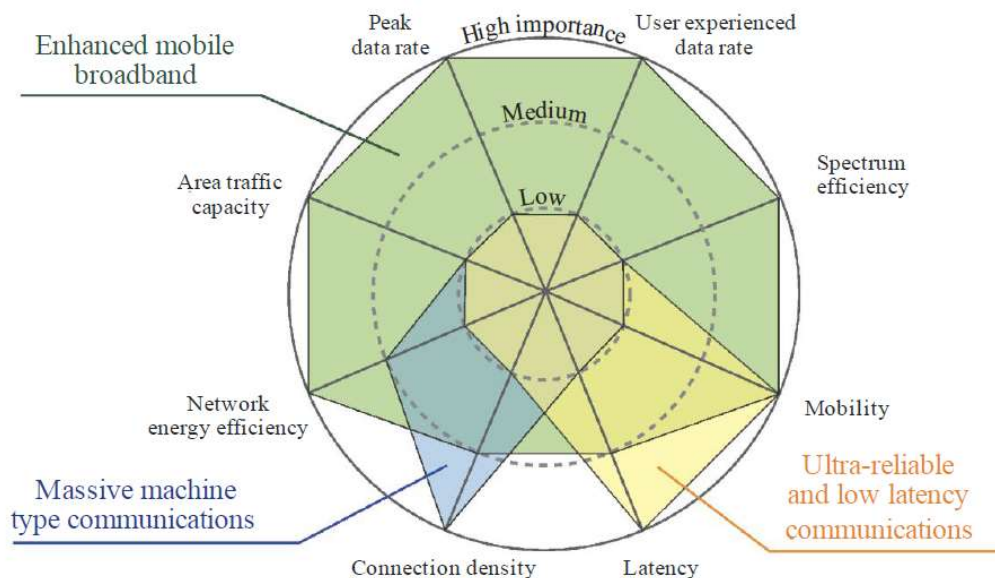 Peak
data rate
High importance
User experienced
data rate
Enhanced mobile
broadband
Medium
Area traffic
capacity
Spectrum
efficiency
Low
Network
energy efficiency
Mobility
Massive machine
type communications
Ultra-reliable
and low latency
communications
Connection density
Latency